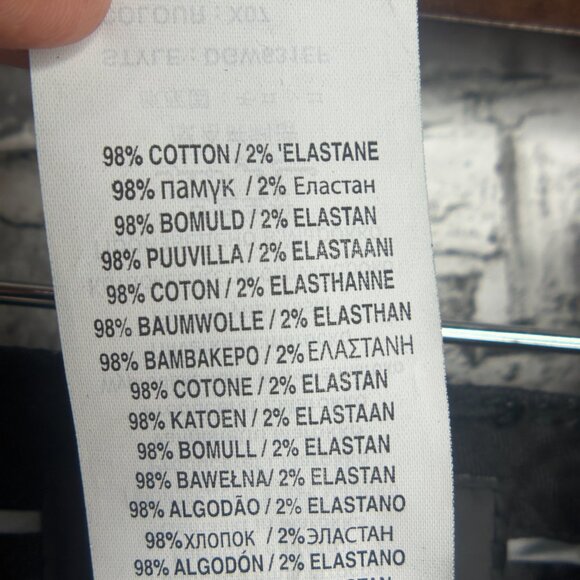 98% COTTON / 2% 'ELASTANE
98% памук / 2% Еластан
98% BOMULD / 2% ELASTAN
98% PUUVILLA / 2% ELASTAANI
98% COTON / 2% ELASTHANNE
98% BAUMWOLLE / 2% ELASTHAN
98% BAMBAKEPO / 2% ΕΛΑΣΤΑΝΗ
98% COTONE / 2% ELASTAN
98% KATOEN / 2% ELASTAAN
98% BOMULL / 2% ELASTAN
98% BAWEŁNA/ 2% ELASTAN
98% ALGODÃO / 2% ELASTANO
98%хлопок / 2%ЭЛАСТАН
98% ALGODÓN / 2% ELASTANO